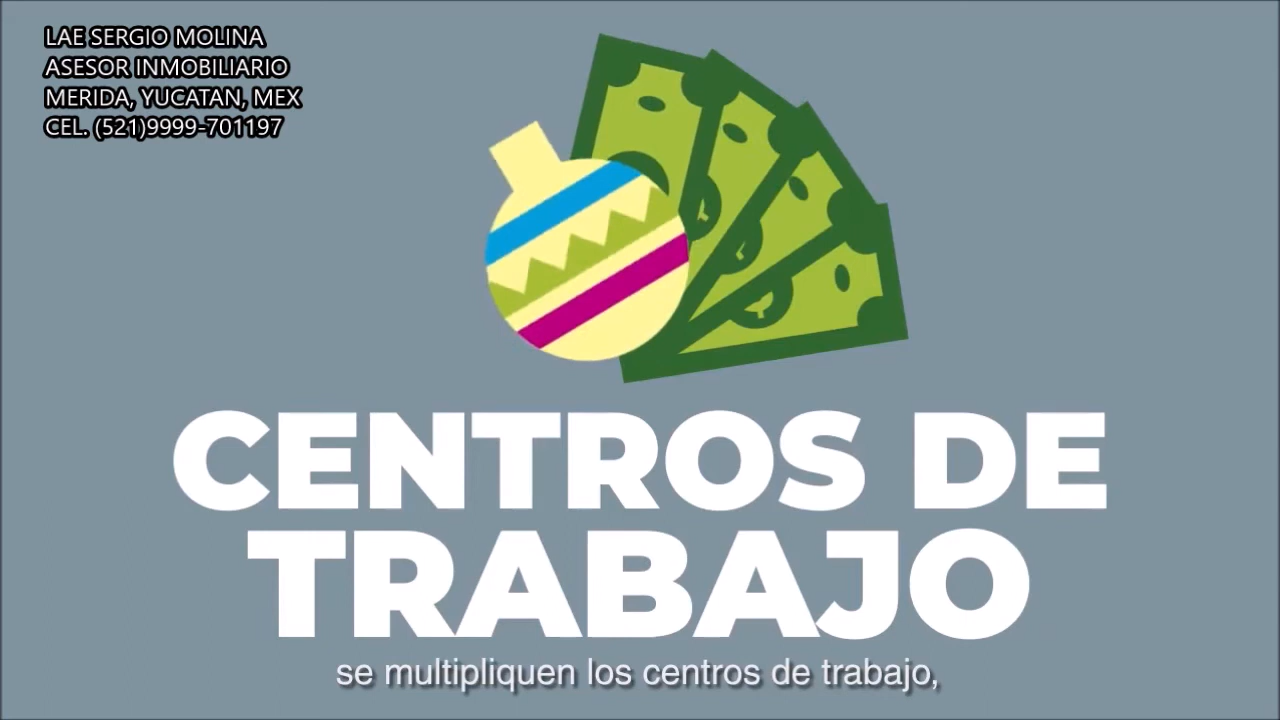 LAE SERGIO MOLINA
ASESOR INMOBILIARIO
MERIDA, YUCATAN, MEX
CEL. (521)9999-701197
CENTROS DE
TRABAJO
se multipliquen los centros de trabajo,